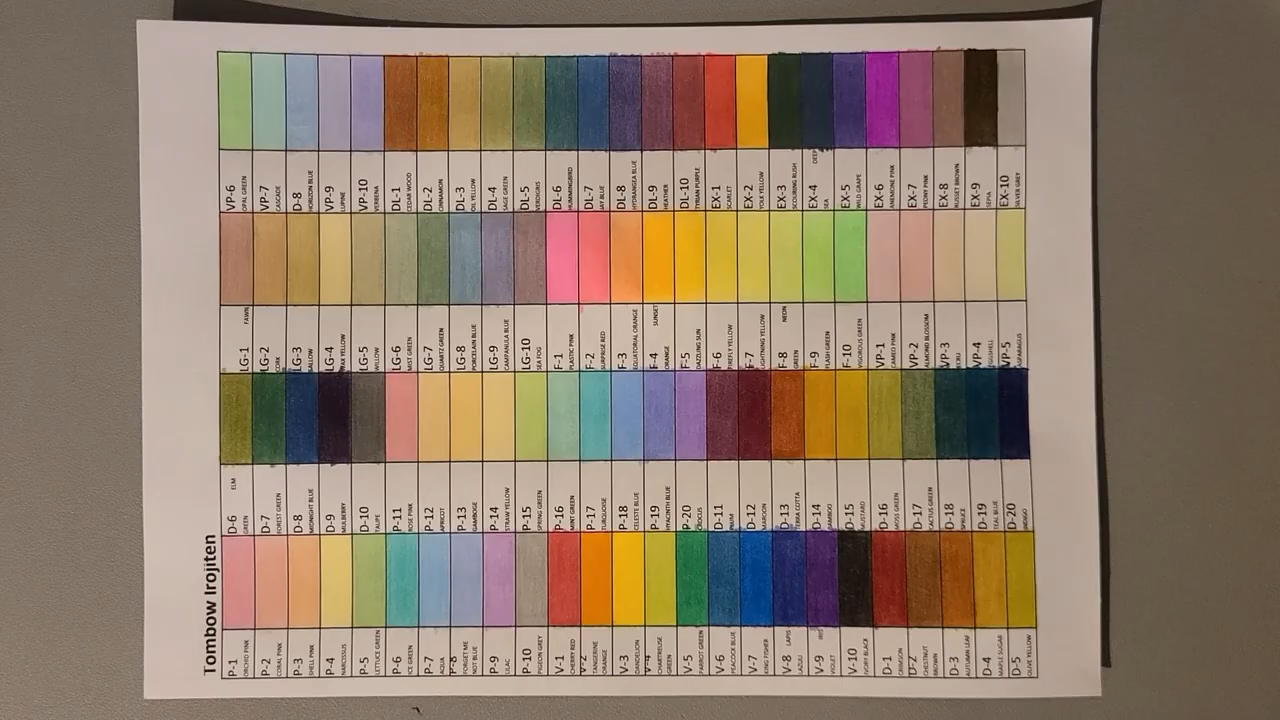 Tombow Irojiten
P-1
ORCHID PINK
P-2
CORAL PINK
P-3
SHELL PINK
P-4
NARCISSUS
P-5
LETTUCE GREEN
P-6
ICE GREEN
P-7
AQUA
P-8
FORGET ME
NOT BLUE
P-9
LILAC
P-10
PIGEON GREY
V-1
CHERRY RED
V-2
TANGERINE
ORANGE
V-3
DANDELION
V-4
CHARTREUSE
GREEN
V-5
PARROT GREEN
V-6
PEACOCK BLUE
V-7
KING FISHER
V-8 LAPIS
LAZULI
V-9 IRIS
VIOLET
V-10
IVORY BLACK
D-1
CRIMSON
D-2
CHESTNUT
BROWN
D-3
AUTUMN LEAF
D-4
MAPLE SUGAR
D-5
OLIVE YELLOW
D-6 ELM
GREEN
D-7
FOREST GREEN
D-8
MIDNIGHT BLUE
D-9
MULBERRY
D-10
TAUPE
P-11
ROSE PINK
P-12
APRICOT
P-13
GAMBOGE
P-14
STRAW YELLOW
P-15
SPRING GREEN
P-16
MINT GREEN
P-17
TURQUOISE
P-18
CELESTE BLUE
P-19
HYACINTH BLUE
P-20
CROCUS
D-11
PLUM
D-12
MAROON
D-13
TERRA COTTA
D-14
BAMBOO
D-15
MUSTARD
D-16
MOSS GREEN
D-17
CACTUS GREEN
D-18
SPRUCE
D-19
TEAL BLUE
D-20
INDIGO
LG-1 FAWN
LG-2
CORK
LG-3
SALLOW
LG-4
WAX YELLOW
LG-5
WILLOW
LG-6
MIST GREEN
LG-7
QUARTZ GREEN
LG-8
PORCELAIN BLUE
LG-9
CAMPANULA BLUE
LG-10
SEA FOG
F-1
PLASTIC PINK
F-2
SURPRISE RED
F-3
EQUATORIAL ORANGE
F-4 SUNSET
ORANGE
F-5
DAZZLING SUN
F-6
FIREFLY YELLOW
F-7
LIGHTNING YELLOW
F-8 NEON
GREEN
F-9
FLASH GREEN
F-10
VIGOROUS GREEN
VP-1
CAMEO PINK
VP-2
ALMOND BLOSSOM
VP-3
ECRU
VP-4
EGGSHELL
VP-5
ASPARAGUS
VP-6
OPAL GREEN
VP-7
CASCADE
D-8
HORIZON BLUE
VP-9
LUPINE
VP-10
VERBENA
DL-1
CEDAR WOOD
DL-2
CINNAMON
DL-3
OIL YELLOW
DL-4
SAGE GREEN
DL-5
VERDIGRIS
DL-6
HUMMINGBIRD
DL-7
JAY BLUE
DL-8
HYDRANGEA BLUE
DL-9
HEATHER
DL-10
TYRIAN PURPLE
EX-1
SCARLET
EX-2
YOLK YELLOW
EX-3
SCOURING RUSH
EX-4 DEEP
SEA
EX-5
WILD GRAPE
EX-6
ANEMONE PINK
EX-7
PEONY PINK
EX-8
RUSSET BROWN
EX-9
SEPIA
EX-10
SILVER GREY